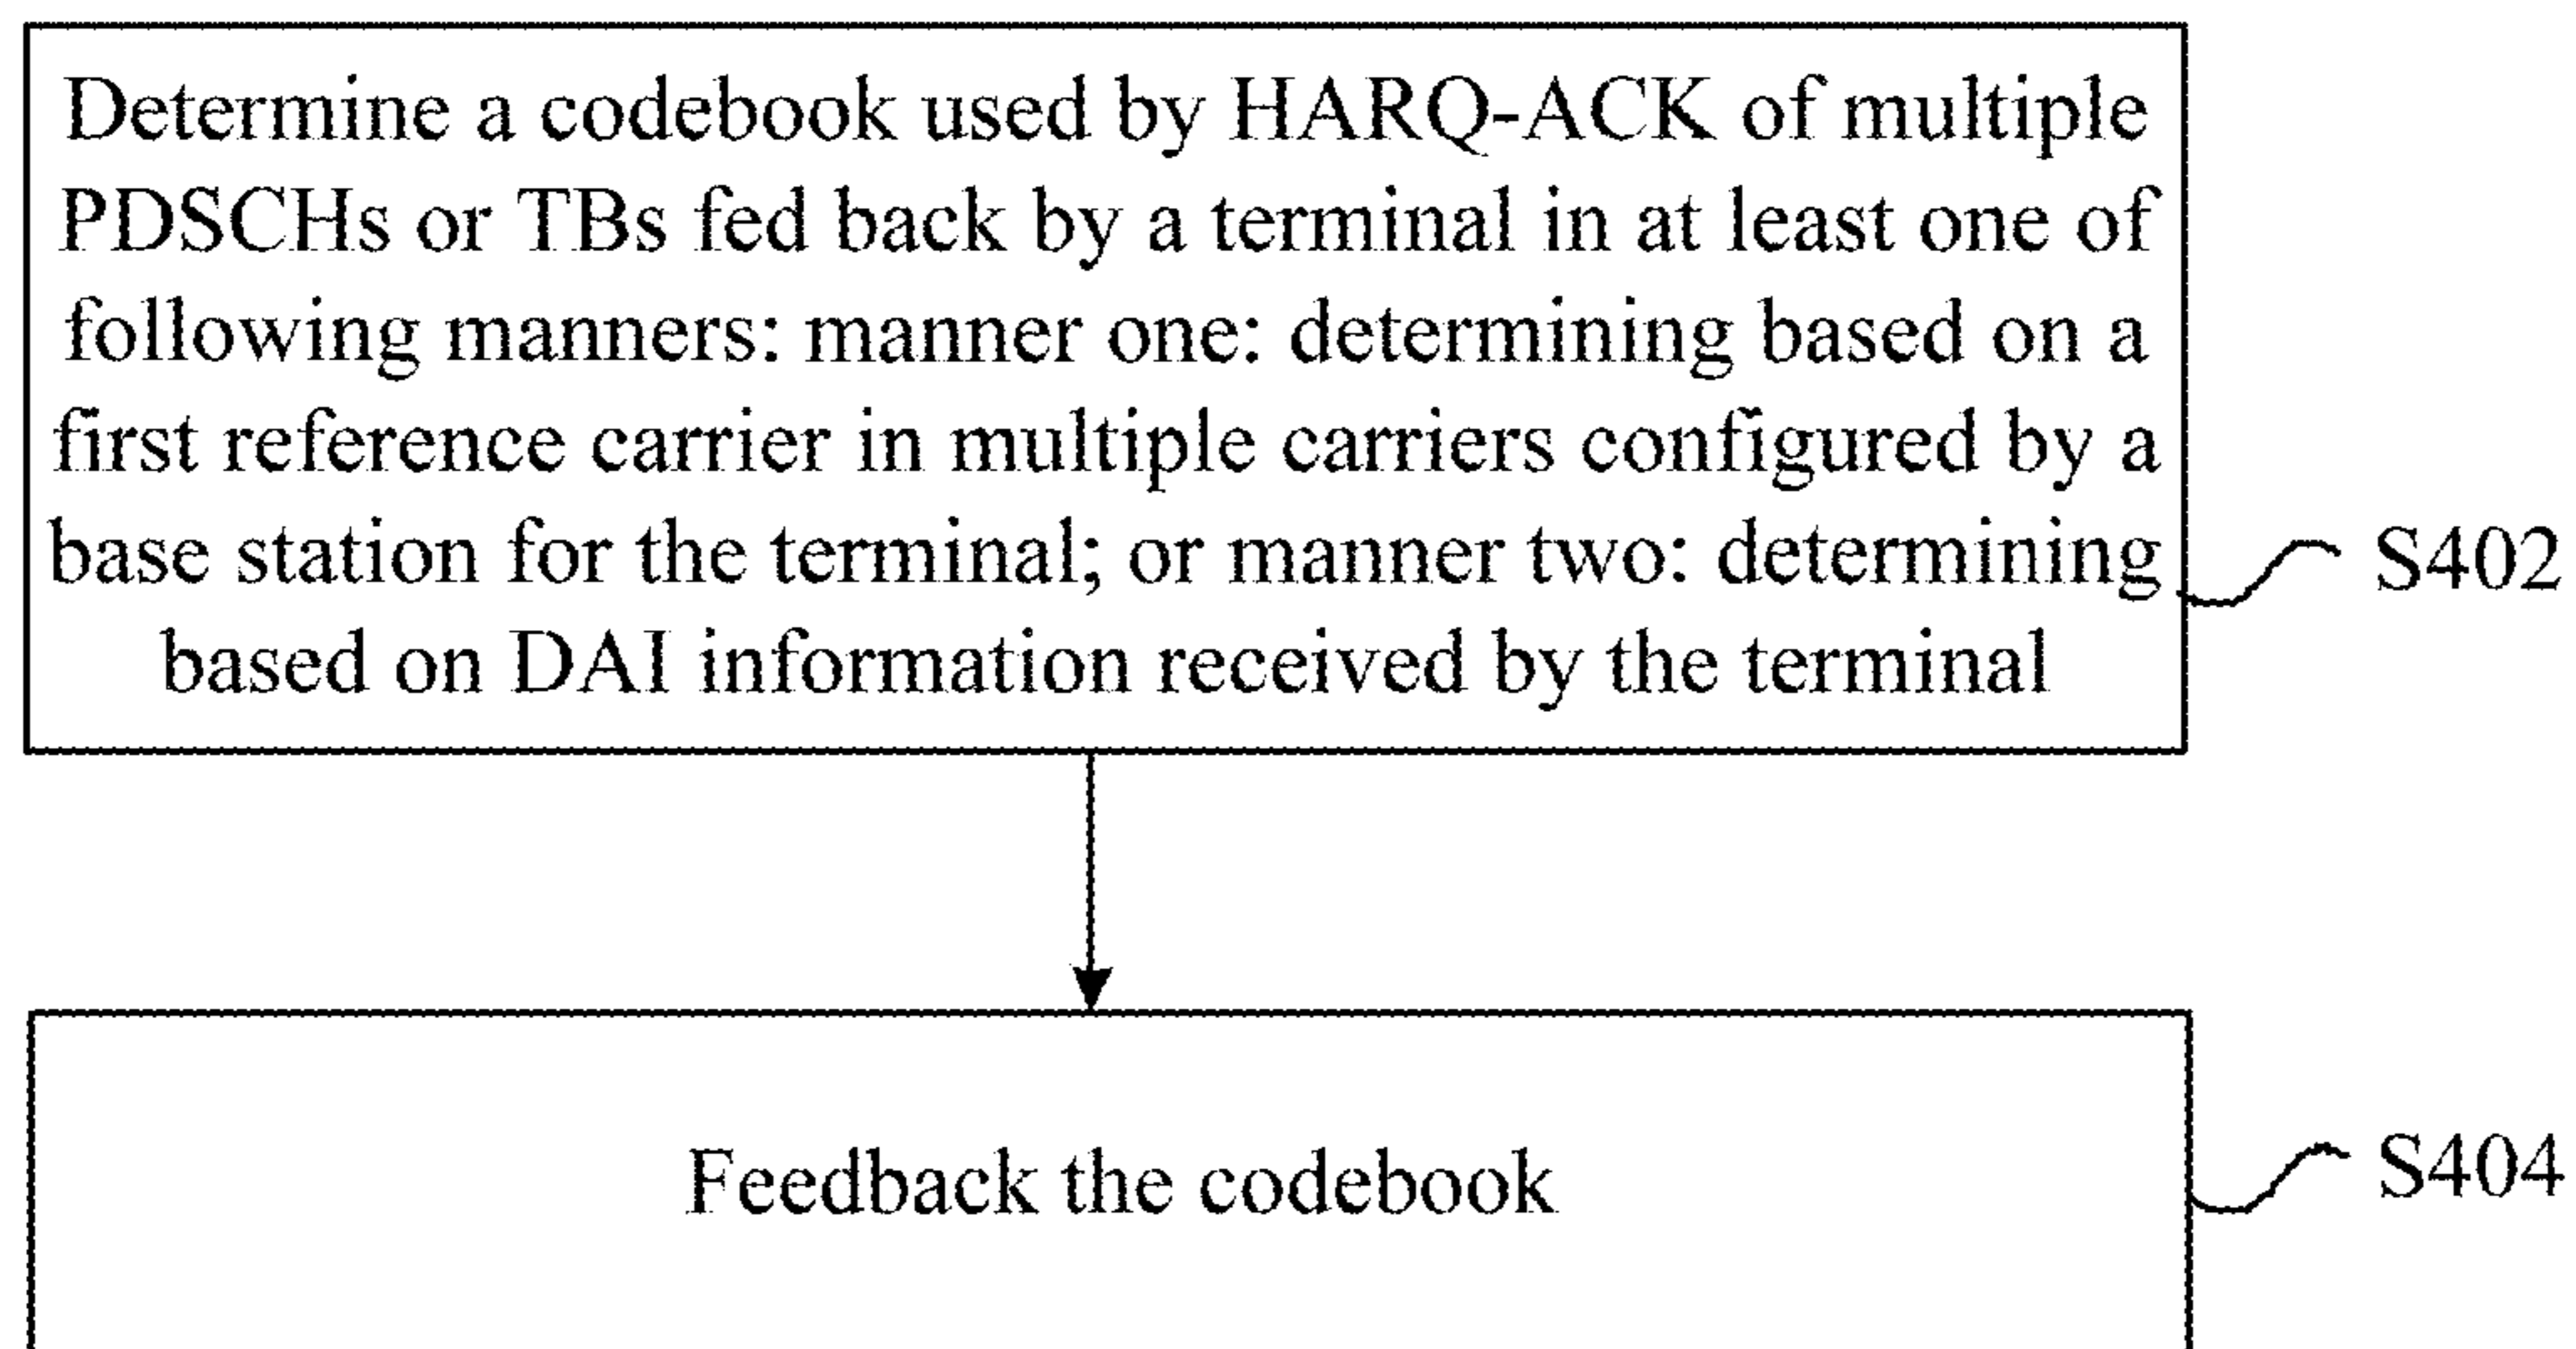 Determine a codebook used by HARQ-ACK of multiple
PDSCHs or TBs fed back by a terminal in at least one of
following manners: manner one: determining based on a
first reference carrier in multiple carriers configured by a
base station for the terminal; or manner two: determining
based on DAI information received by the terminal
S402
Feedback the codebook
S404